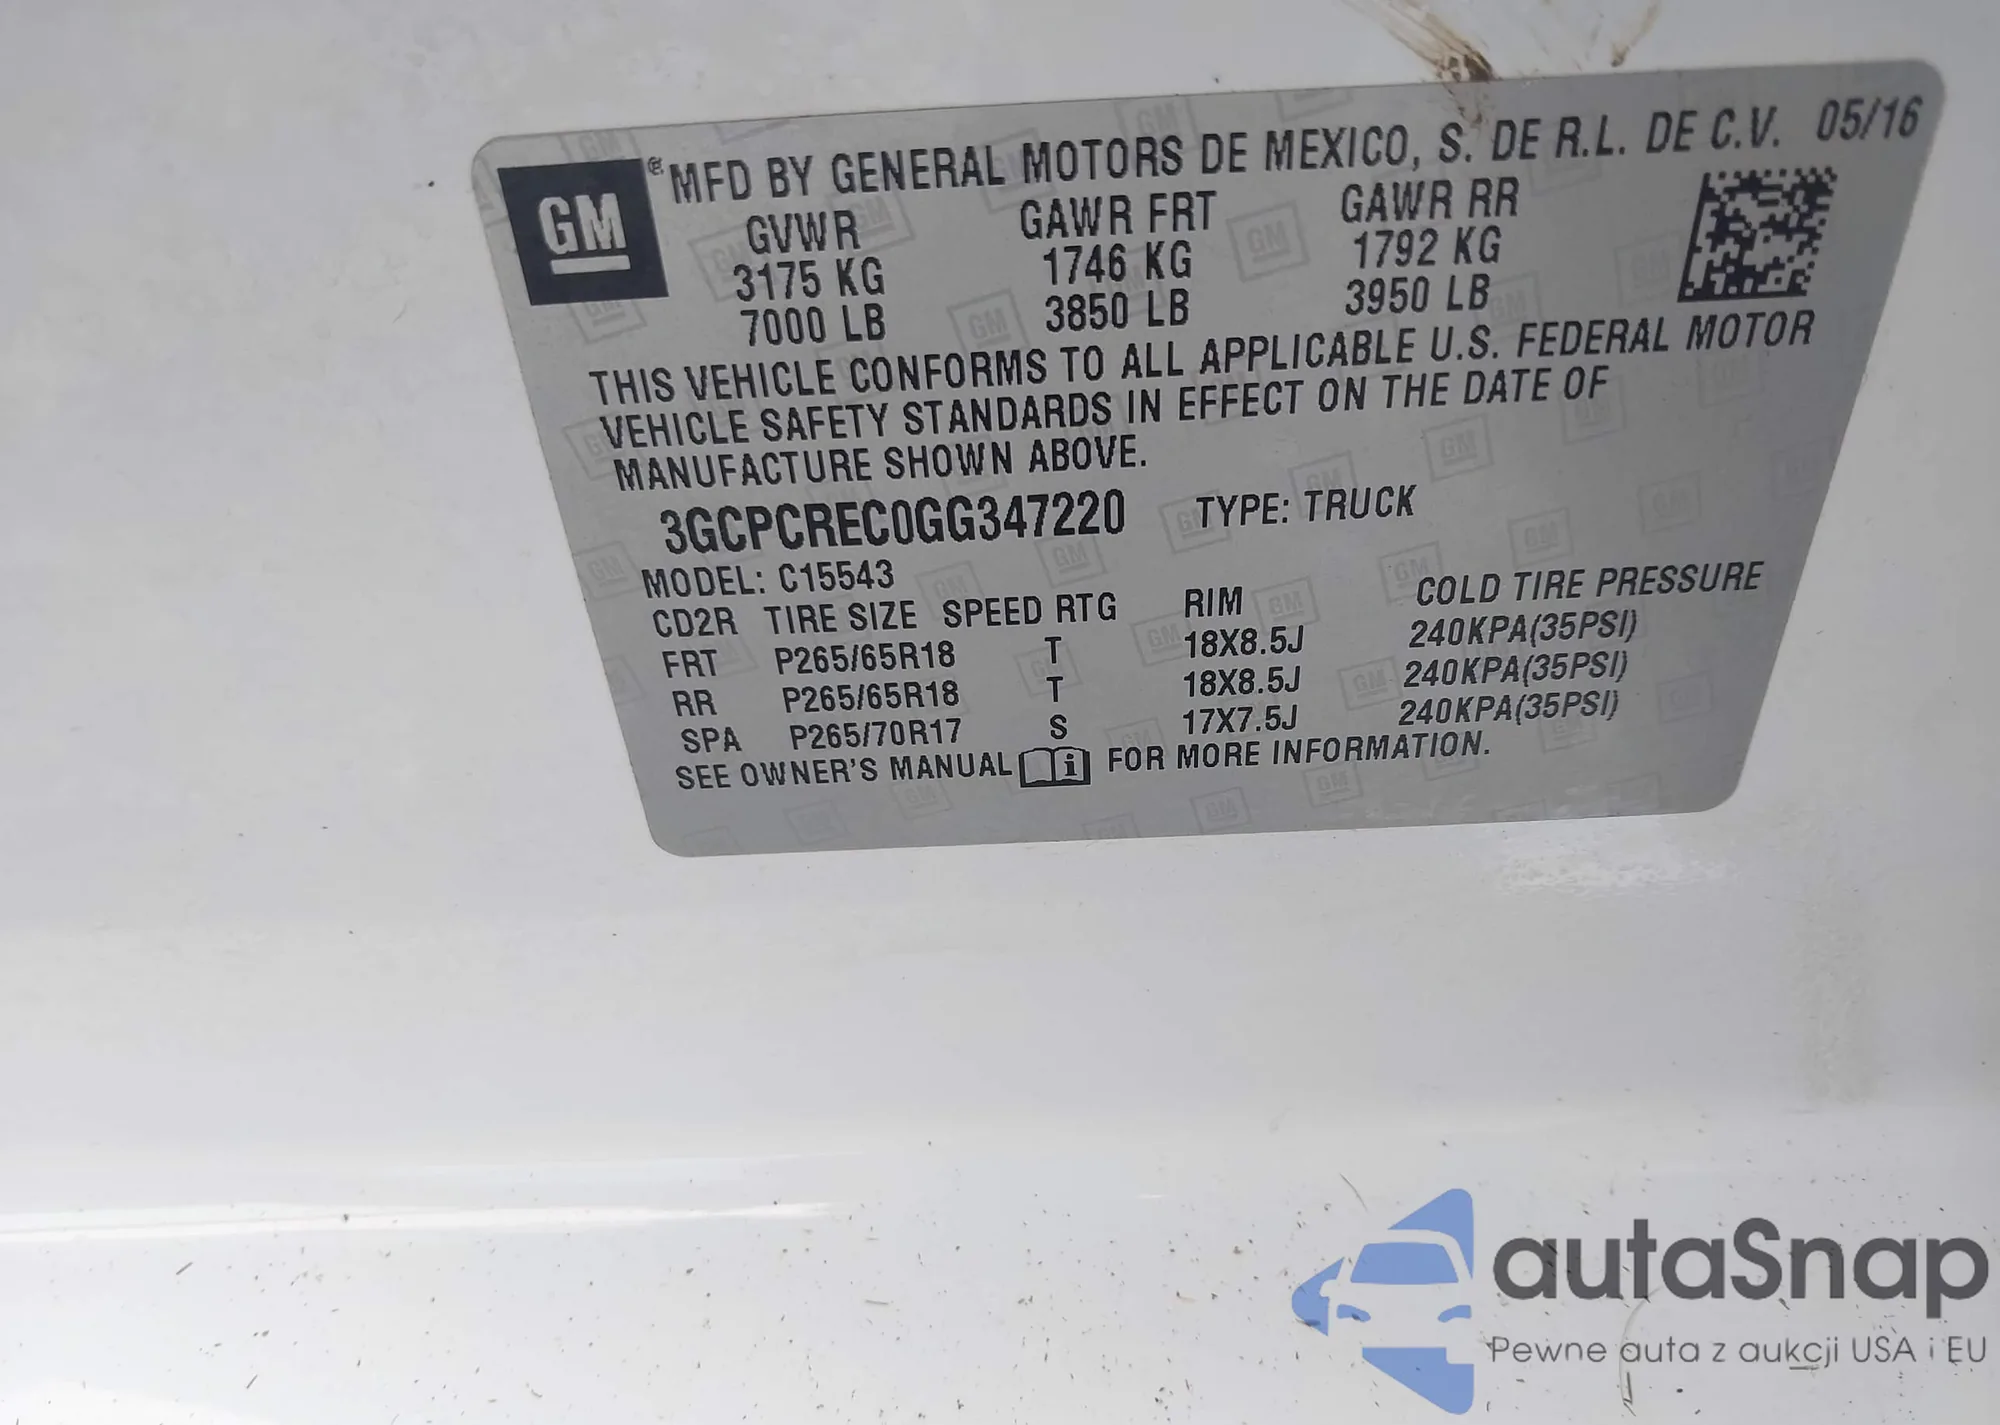 GM
® MFD BY GENERAL MOTORS DE MEXICO, S. DE R.L. DE C.V. 05/16
GVWR GAWR FRT GAWR RR
3175 KG 1746 KG 1792 KG
7000 LB 3850 LB 3950 LB
THIS VEHICLE CONFORMS TO ALL APPLICABLE U.S. FEDERAL MOTOR
VEHICLE SAFETY STANDARDS IN EFFECT ON THE DATE OF
MANUFACTURE SHOWN ABOVE.
3GCPCREC0GG347220 TYPE: TRUCK
MODEL: C15543
CD2R TIRE SIZE SPEED RTG RIM COLD TIRE PRESSURE
FRT P265/65R18 T 18X8.5J 240KPA(35PSI)
RR P265/65R18 T 18X8.5J 240KPA(35PSI)
SPA P265/70R17 S 17X7.5J 240KPA(35PSI)
SEE OWNER'S MANUAL i FOR MORE INFORMATION.
autaSnap
Pewne auta z aukcji USA i EU